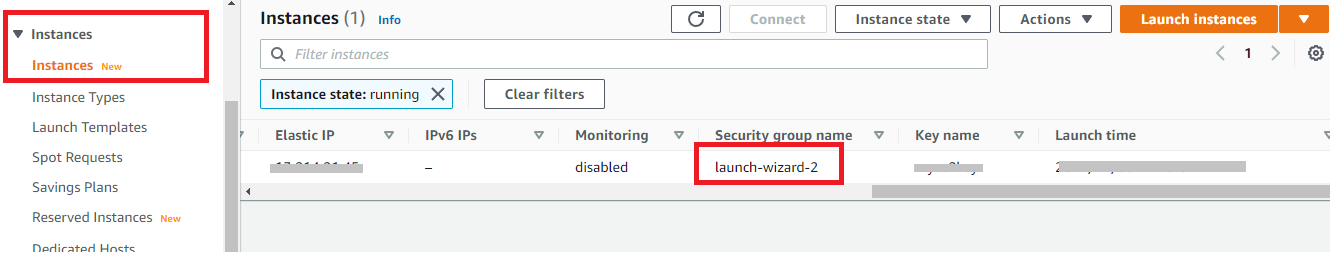 Instances
Instances New
Instance Types
Launch Templates
Spot Requests
Savings Plans
Reserved Instances New
Dedicated Hosts
Instances (1) Info
Connect
Instance state
Actions
Launch instances
Filter instances
1
Instance state: running
Clear filters
Elastic IP IPv6 IPs Monitoring Security group name Key name Launch time
– disabled launch-wizard-2